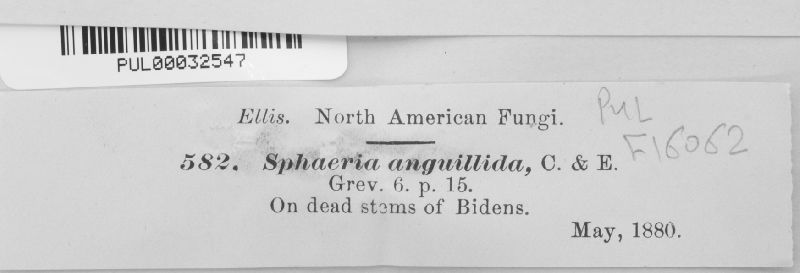 PUL00032547
Ellis. North American Fungi.
PUL
F16062
582. Sphaeria anguillida, C. & E.
Grev. 6. p. 15.
On dead stems of Bidens.
May, 1880.